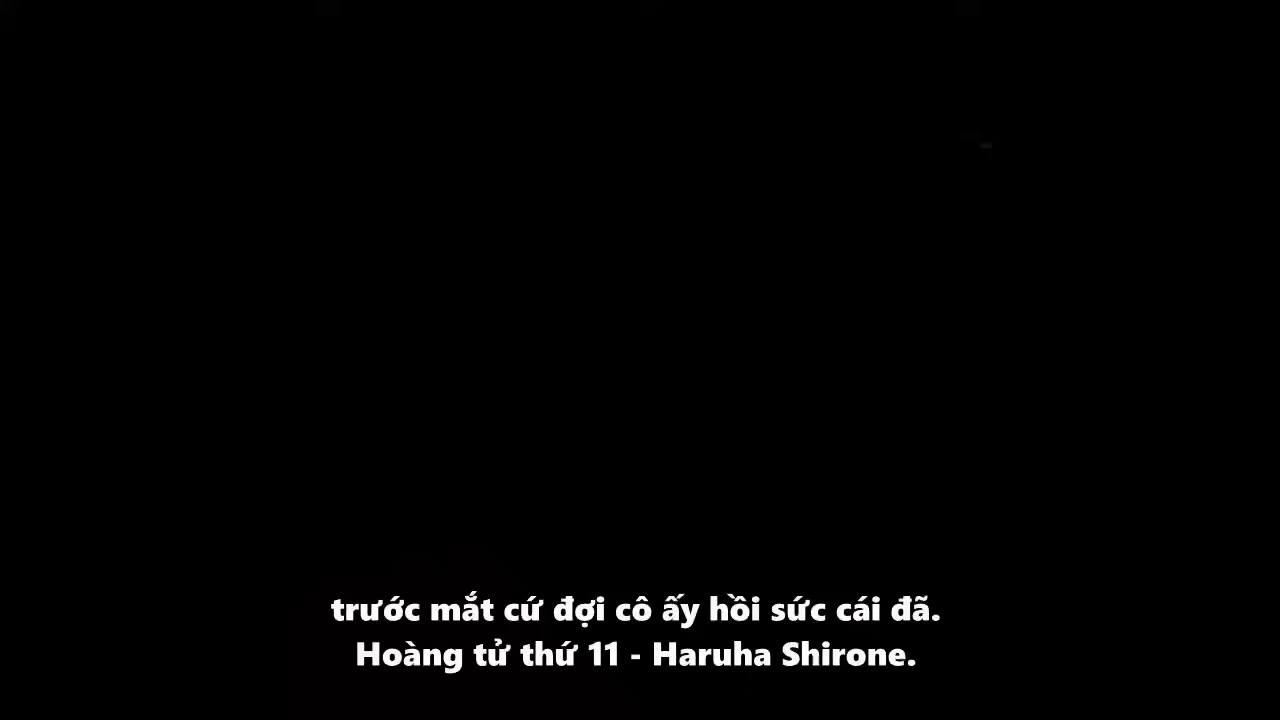 trước mắt cứ đợi cô ấy hồi sức cái đã.
Hoàng tử thứ 11 - Haruha Shirone.